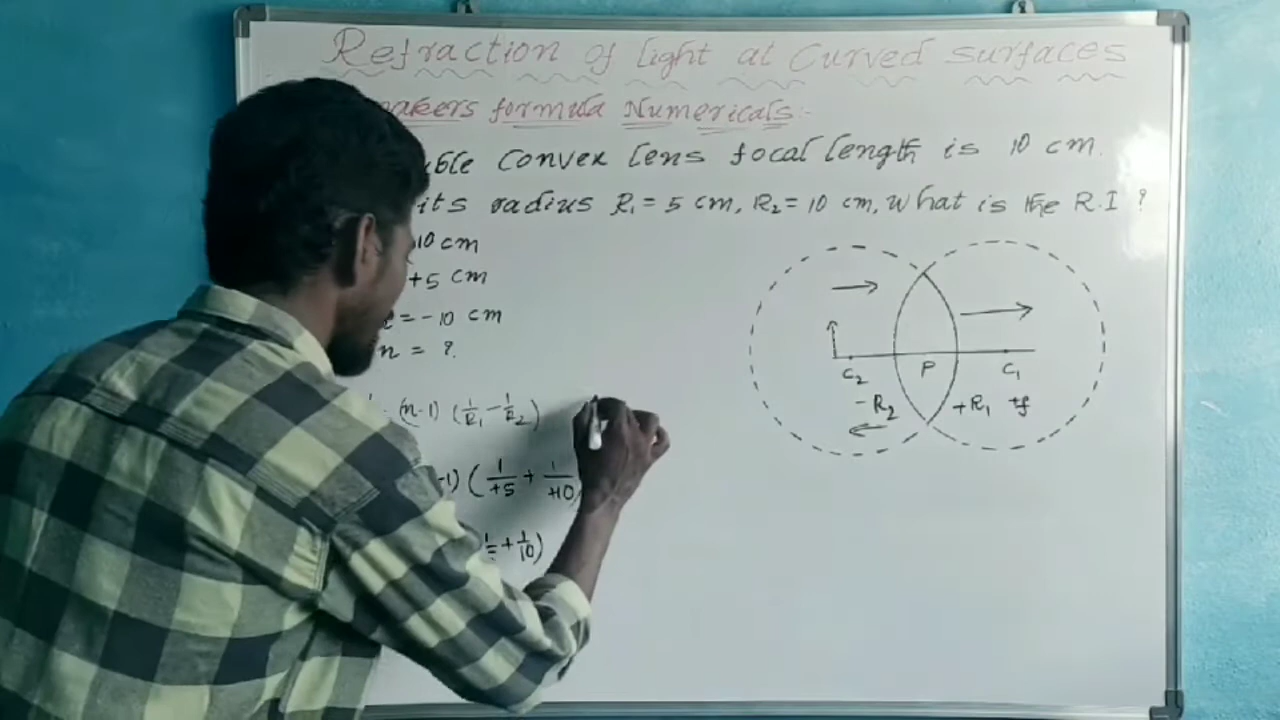 Refraction of light at Curved surfaces
makers formula Numericals:-
Convex lens focal length is 10 cm.
its radius R₁ = 5 cm, R₂ = 10 cm, What is the R.I ?
10 cm
+5 cm
= -10 cm
n = ?
(n-1) (1/R₁ - 1/R₂)
-1) (1/+5 + 1/+10
+ 1/10)
C₂ P C₁
-R₂ +R₁ +f